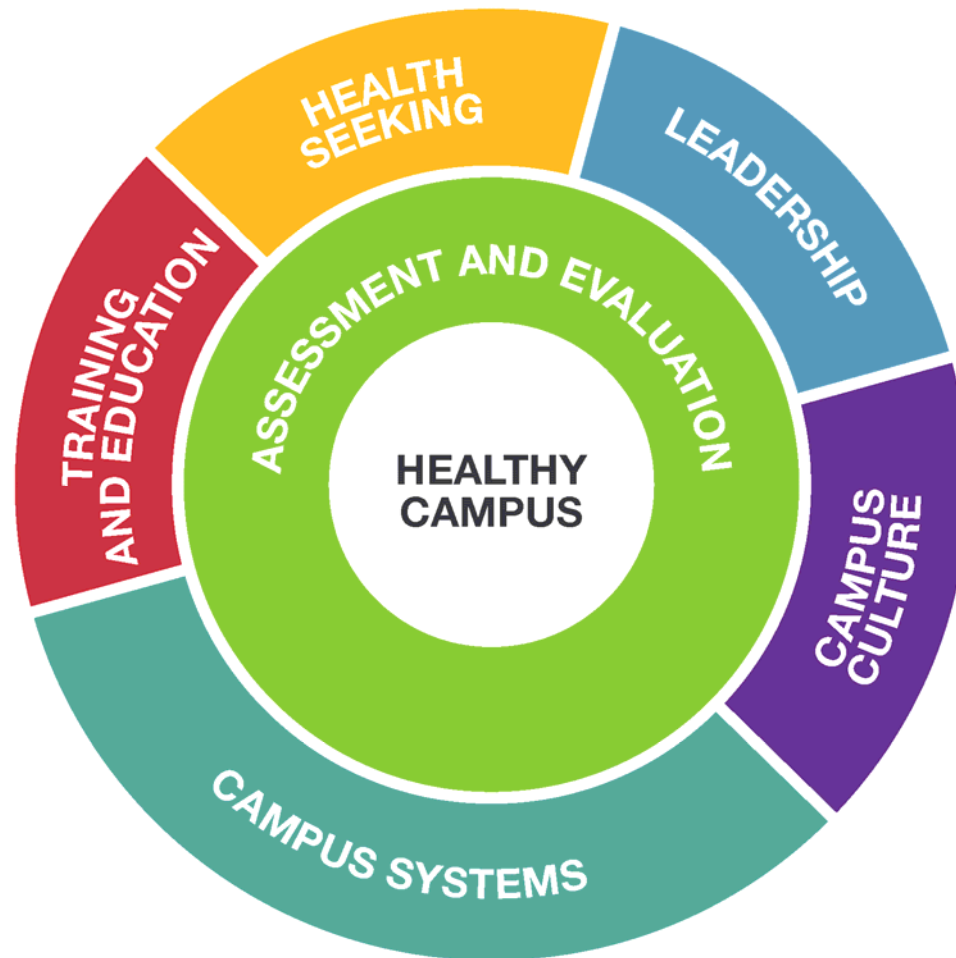 HEALTH
SEEKING
LEADERSHIP
CAMPUS
CULTURE
CAMPUS SYSTEMS
TRAINING
AND EDUCATION
ASSESSMENT AND EVALUATION
HEALTHY
CAMPUS